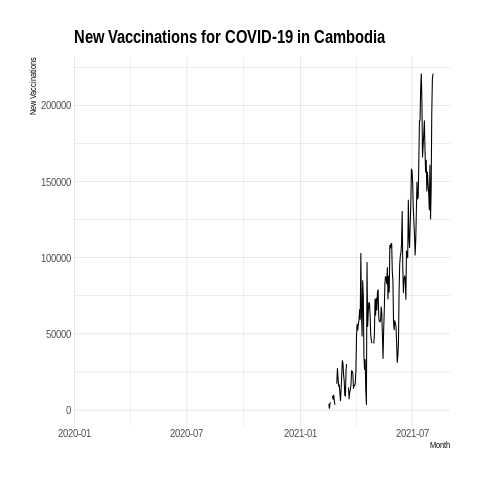 New Vaccinations for COVID-19 in Cambodia
New Vaccinations
200000
150000
100000
50000
0
2020-01 2020-07 2021-01 2021-07
Month